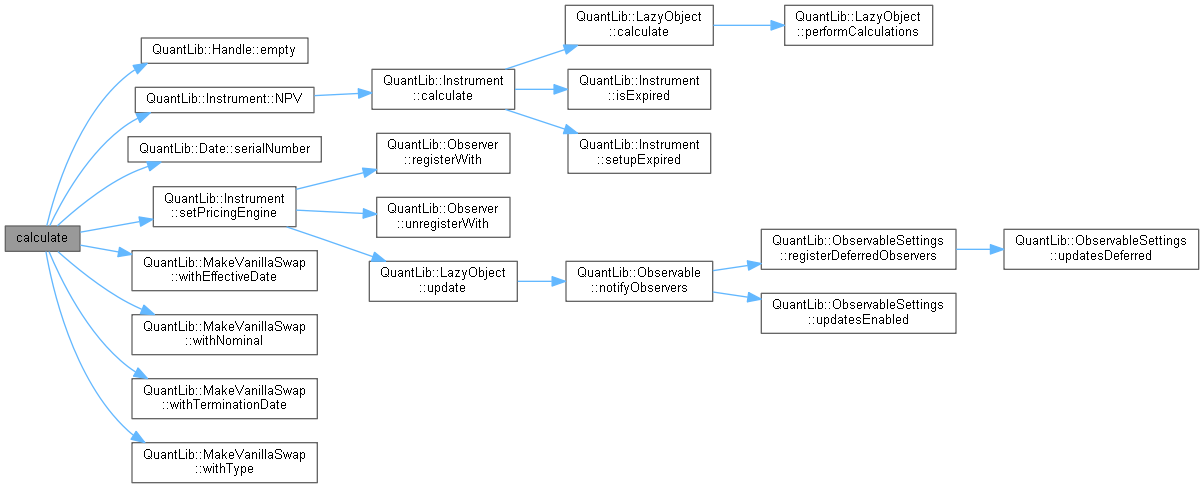 calculate
QuantLib::Handle::empty
QuantLib::Instrument::NPV
QuantLib::Date::serialNumber
QuantLib::Instrument
::setPricingEngine
QuantLib::MakeVanillaSwap
::withEffectiveDate
QuantLib::MakeVanillaSwap
::withNominal
QuantLib::MakeVanillaSwap
::withTerminationDate
QuantLib::MakeVanillaSwap
::withType
QuantLib::Instrument
::calculate
QuantLib::Observer
::registerWith
QuantLib::Observer
::unregisterWith
QuantLib::LazyObject
::update
QuantLib::LazyObject
::calculate
QuantLib::Instrument
::isExpired
QuantLib::Instrument
::setupExpired
QuantLib::Observable
::notifyObservers
QuantLib::LazyObject
::performCalculations
QuantLib::ObservableSettings
::registerDeferredObservers
QuantLib::ObservableSettings
::updatesEnabled
QuantLib::ObservableSettings
::updatesDeferred